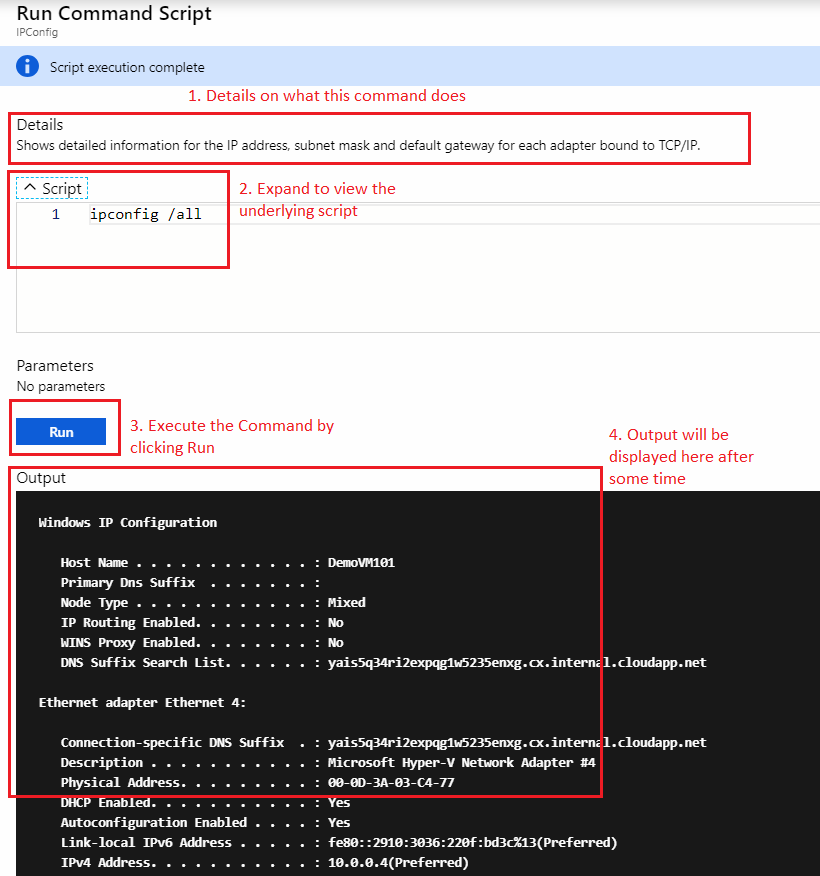 Run Command Script
IPConfig
Script execution complete
1. Details on what this command does
Details
Shows detailed information for the IP address, subnet mask and default gateway for each adapter bound to TCP/IP.
Script
2. Expand to view the
underlying script
1 ipconfig /all
Parameters
No parameters
Run
3. Execute the Command by
clicking Run
4. Output will be
displayed here after
some time
Output
Windows IP Configuration
Host Name . . . . . . . . . . . . : DemoVM101
Primary Dns Suffix  . . . . . . . :
Node Type . . . . . . . . . . . . : Mixed
IP Routing Enabled. . . . . . . . : No
WINS Proxy Enabled. . . . . . . . : No
DNS Suffix Search List. . . . . . : yais5q34ri2expqg1w5235enxg.cx.internal.cloudapp.net
Ethernet adapter Ethernet 4:
Connection-specific DNS Suffix  . : yais5q34ri2expqg1w5235enxg.cx.internal.cloudapp.net
Description . . . . . . . . . . . : Microsoft Hyper-V Network Adapter #4
Physical Address. . . . . . . . . : 00-0D-3A-03-C4-77
DHCP Enabled. . . . . . . . . . . : Yes
Autoconfiguration Enabled . . . . : Yes
Link-local IPv6 Address . . . . . : fe80::2910:3036:220f:bd3c%13(Preferred)
IPv4 Address. . . . . . . . . . . : 10.0.0.4(Preferred)